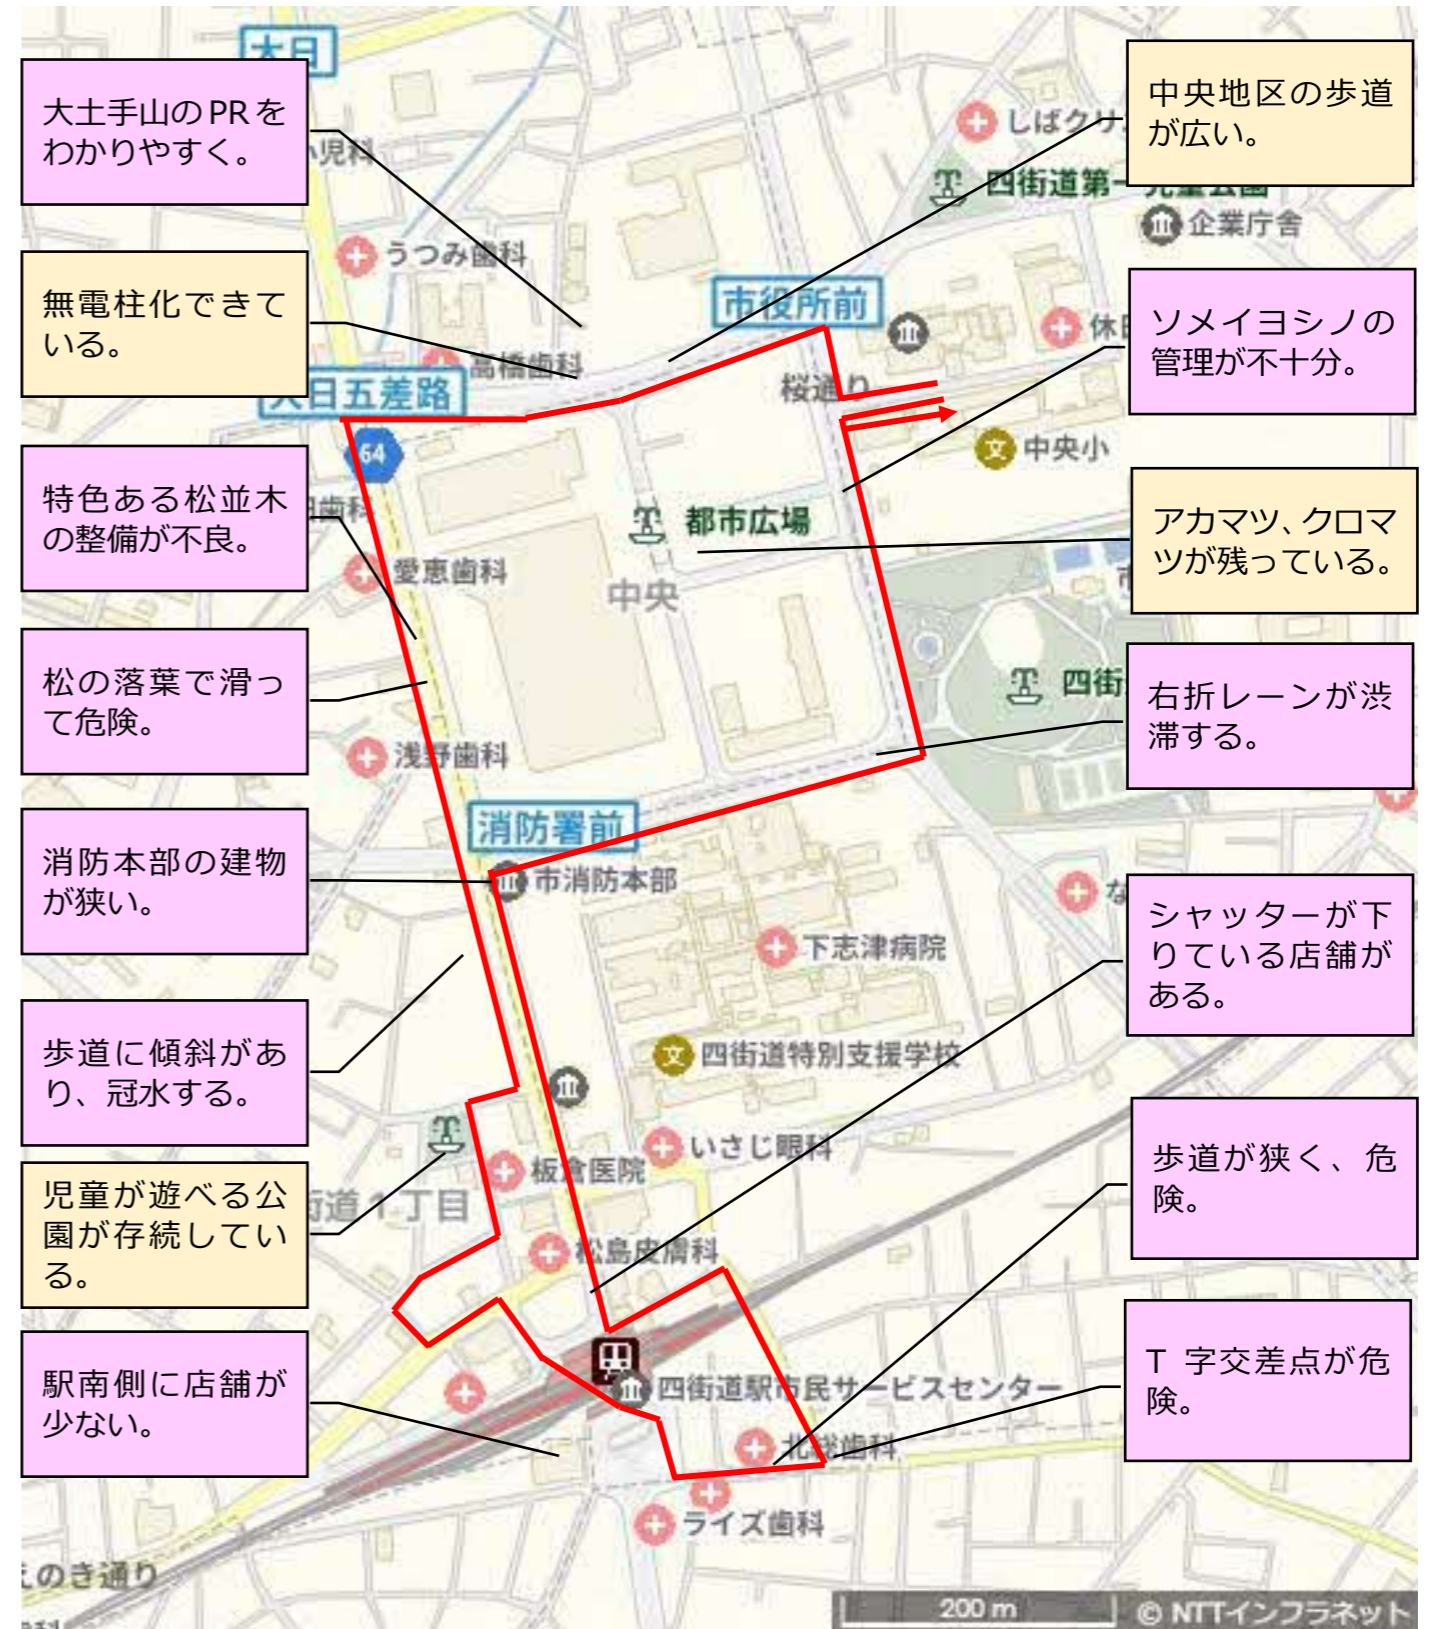 大日
大土手山のPRを
わかりやすく。
中央地区の歩道
が広い。
小児科
しばクリ
四街道第一児童公園
企業庁舎
うつみ歯科
無電柱化できて
いる。
市役所前
ソメイヨシノの
管理が不十分。
高橋歯科
桜通り
大日五差路
64
中央小
特色ある松並木
の整備が不良。
都市広場
アカマツ、クロマ
ツが残っている。
愛恵歯科
中央
市
松の落葉で滑っ
て危険。
四街
右折レーンが渋
滞する。
浅野歯科
消防署前
消防本部の建物
が狭い。
市消防本部
な
シャッターが下
りている店舗が
ある。
下志津病院
歩道に傾斜があ
り、冠水する。
四街道特別支援学校
いさじ眼科
板倉医院
歩道が狭く、危
険。
児童が遊べる公
園が存続してい
る。
街道1丁目
松島皮膚科
駅南側に店舗が
少ない。
四街道駅市民サービスセンター
T 字交差点が危
険。
北総歯科
ライズ歯科
えのき通り
200 m
© NTTインフラネット